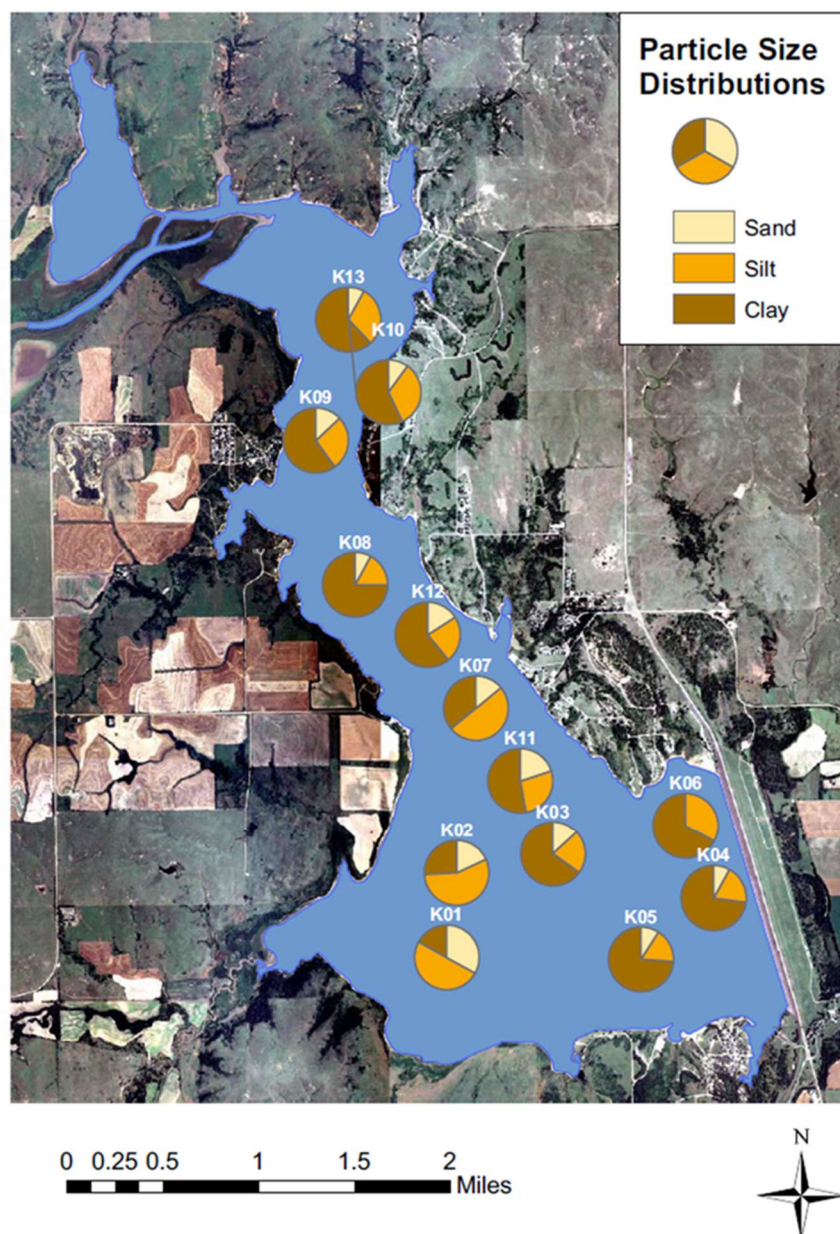 Particle Size
Distributions
Sand
Silt
Clay
K13
K10
K09
K08
K12
K07
K11
K06
K03
K02
K04
K01
K05
0 0.25 0.5 1 1.5 2
Miles
N